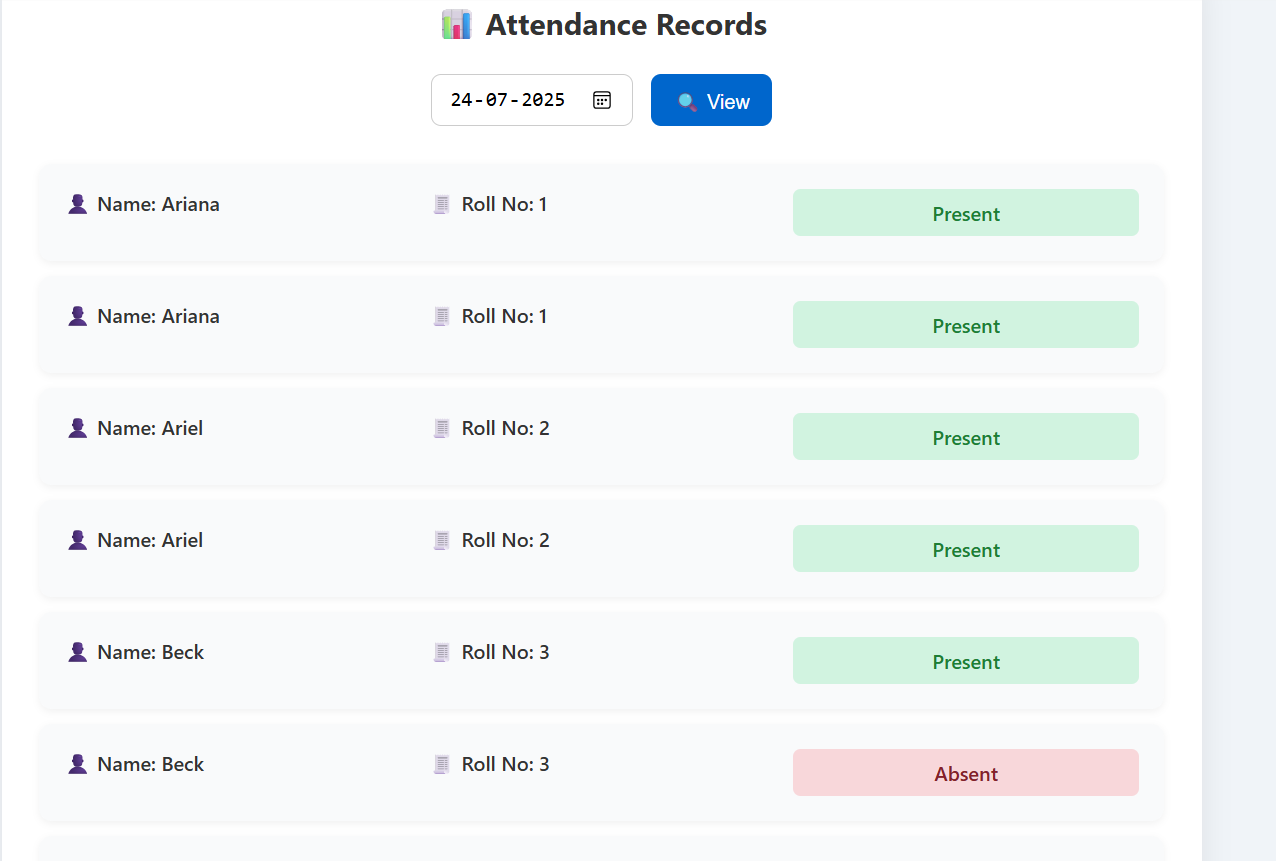 Attendance Records
24-07-2025
View
Name: Ariana Roll No: 1 Present
Name: Ariana Roll No: 1 Present
Name: Ariel Roll No: 2 Present
Name: Ariel Roll No: 2 Present
Name: Beck Roll No: 3 Present
Name: Beck Roll No: 3 Absent